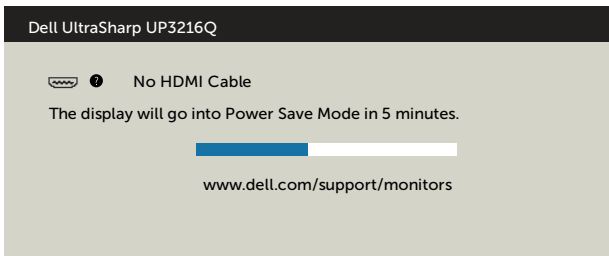 Dell UltraSharp UP3216Q
? No HDMI Cable
The display will go into Power Save Mode in 5 minutes.
www.dell.com/support/monitors